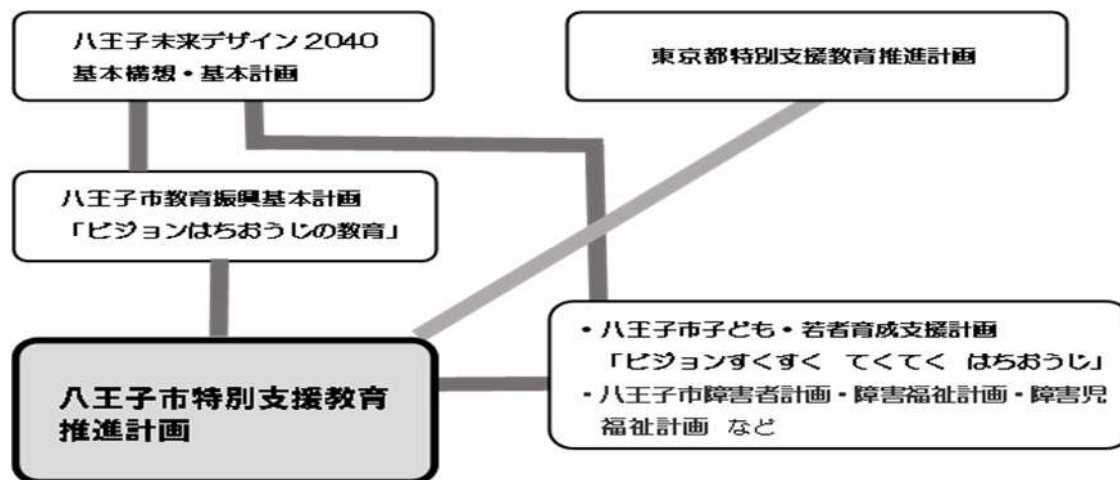 八王子未来デザイン2040
基本構想・基本計画
東京都特別支援教育推進計画
八王子市教育振興基本計画
「ビジョンはちおうじの教育」
八王子市特別支援教育
推進計画
・八王子市子ども・若者育成支援計画
「ビジョンすくすく てくてく はちおうじ」
・八王子市障害者計画・障害福祉計画・障害児
福祉計画 など